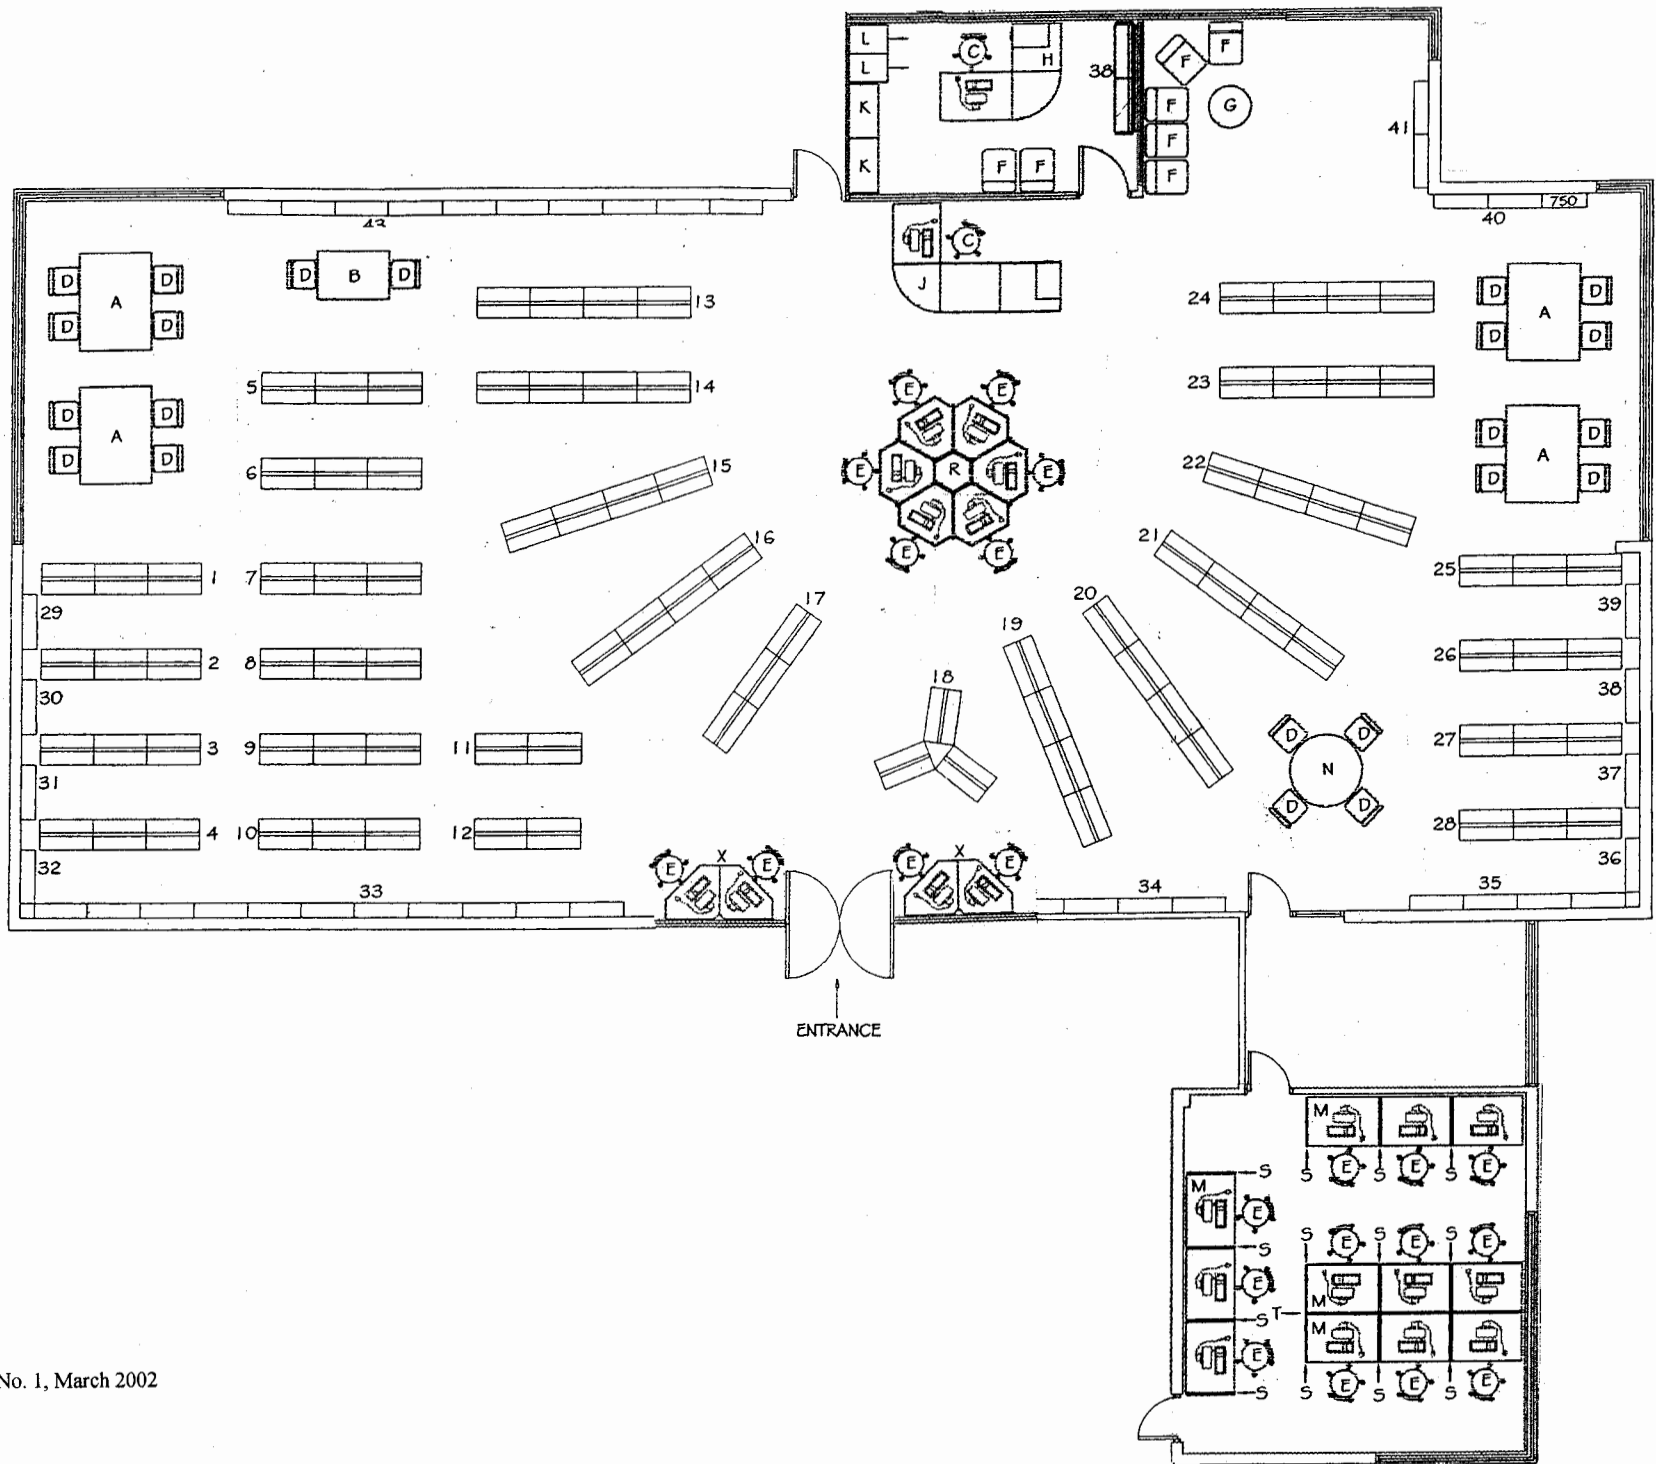 L
C
H
L
K
K
F F
38
F
F
F
F
F
G
41
42
C
J
750
40
D D
A
D D
D B D
13
24
D D
A
D D
5
14
E E
23
D D
A
D D
6
15
E R E
22
D D
A
D D
16
E E
21
1
7
17
20
25
29
19
39
2
8
18
26
30
38
3
9
11
D D
N
D D
27
31
37
4
10
12
28
32
E X E
E X E
36
33
34
35
ENTRANCE
M
S E S E S E
M
S
E
S
E
S
E
S
S E S E S E
M
T
M
S E S E S E
No. 1, March 2002